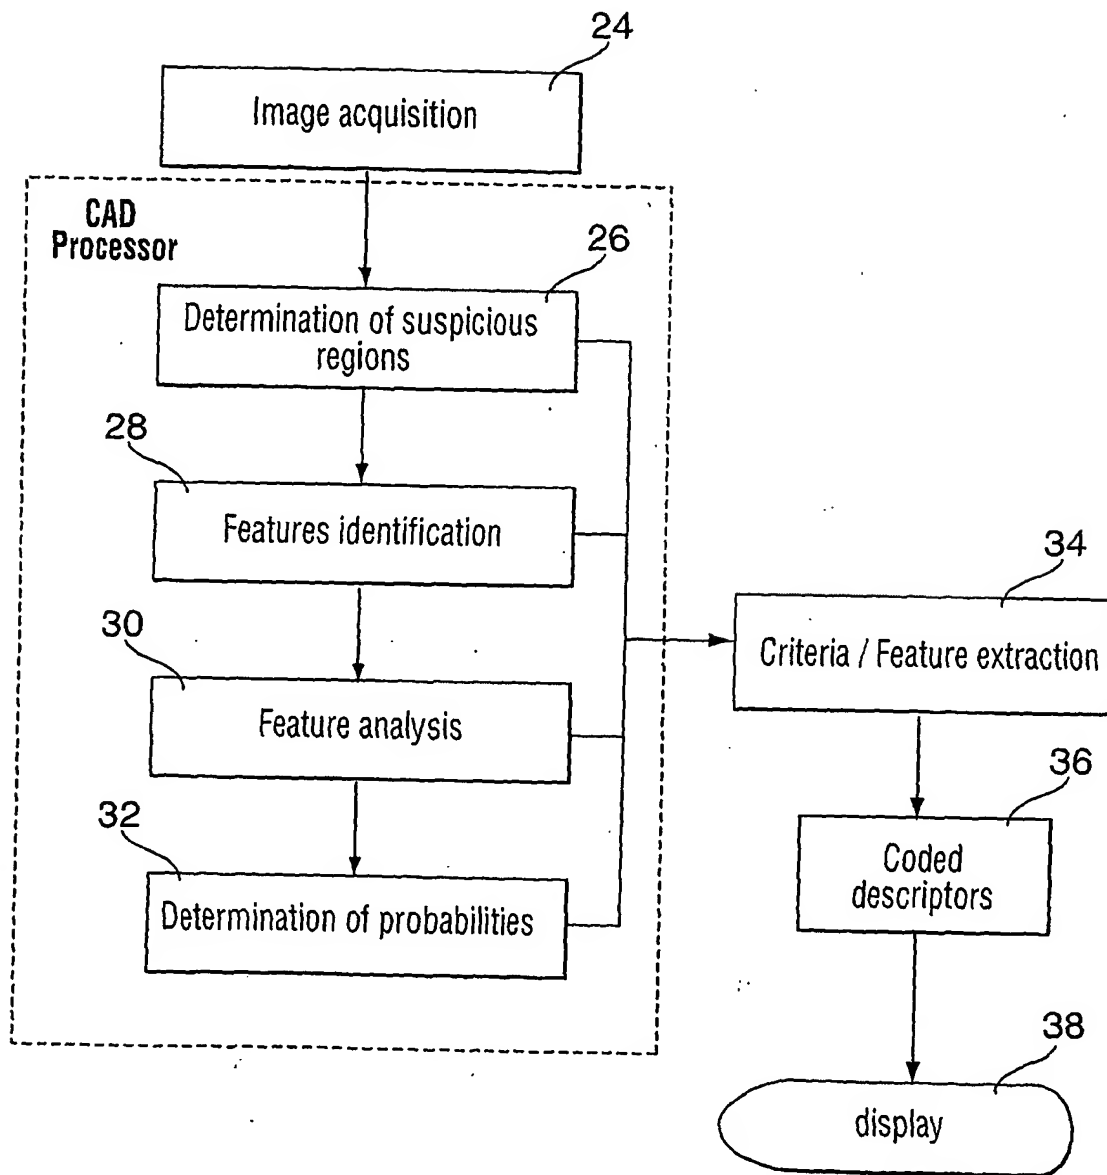 24
Image acquisition
CAD
Processor
26
Determination of suspicious
regions
28
Features identification
30
Feature analysis
32
Determination of probabilities
34
Criteria / Feature extraction
36
Coded
descriptors
38
display